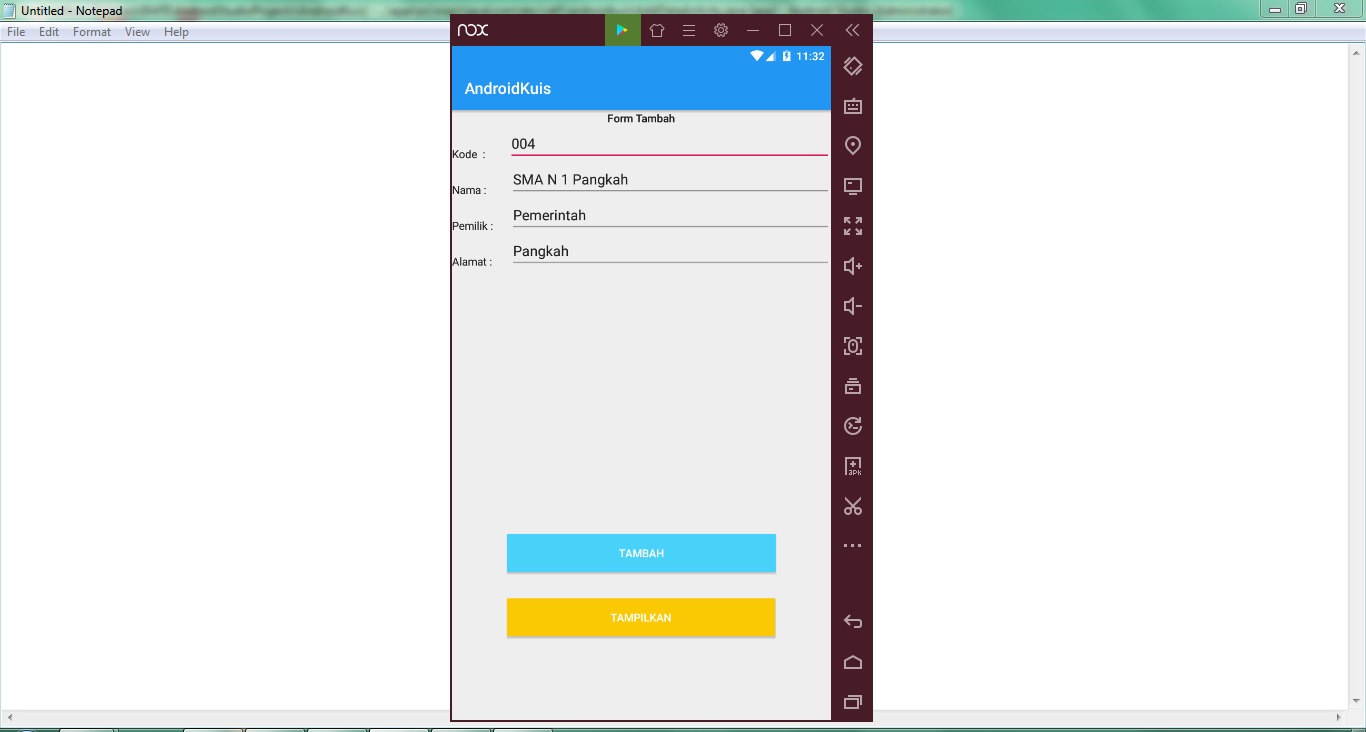 Untitled - Notepad
File Edit Format View Help
nox
11:32
AndroidKuis
Form Tambah
Kode : 004
Nama : SMA N 1 Pangkah
Pemilik : Pemerintah
Alamat : Pangkah
TAMBAH
TAMPILKAN